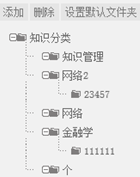 添加 删除 设置默认文件夹
知识分类
知识管理
网络2
23457
网络
金融学
111111
个